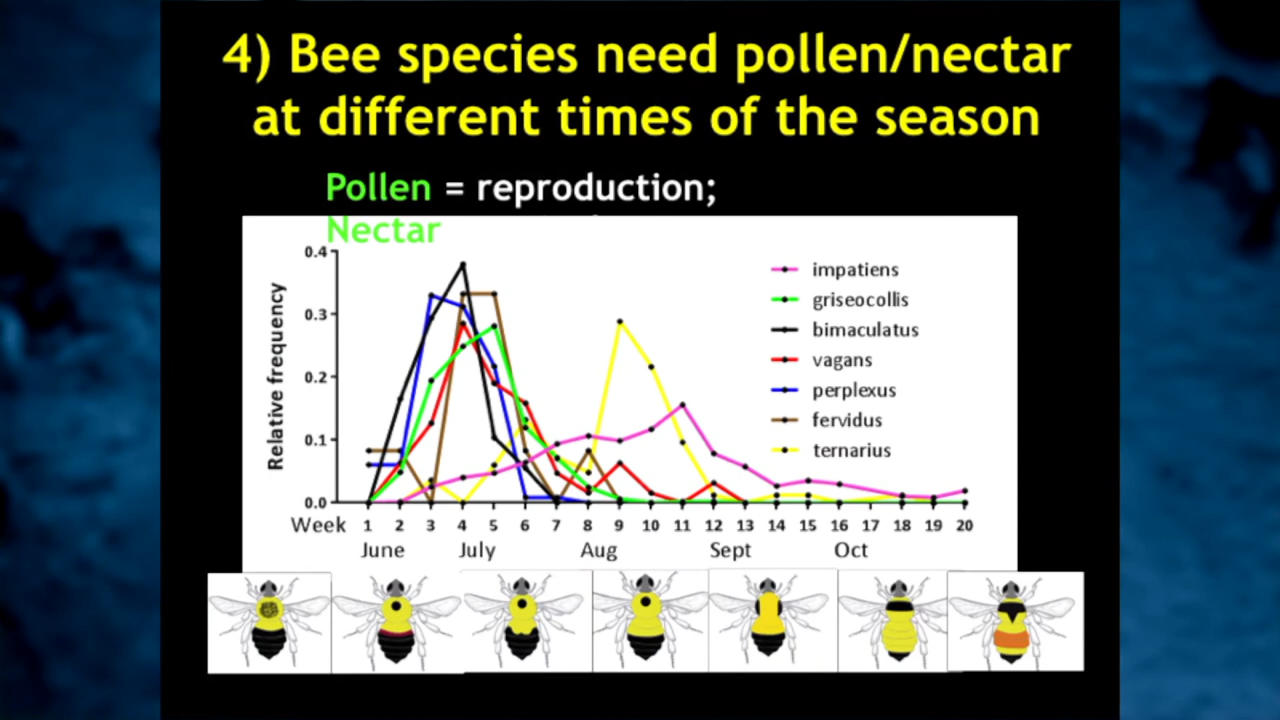 4) Bee species need pollen/nectar
at different times of the season
Pollen = reproduction;
Nectar
0.4
0.3
0.2
0.1
0.0
Relative frequency
impatiens
griseocollis
bimaculatus
vagans
perplexus
fervidus
ternarius
Week 1 2 3 4 5 6 7 8 9 10 11 12 13 14 15 16 17 18 19 20
June July Aug Sept Oct